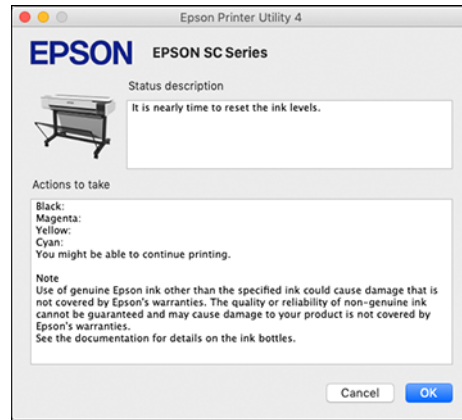 Epson Printer Utility 4
EPSON
EPSON SC Series
Status description
It is nearly time to reset the ink levels.
Actions to take
Black:
Magenta:
Yellow:
Cyan:
You might be able to continue printing.
Note
Use of genuine Epson ink other than the specified ink could cause damage that is
not covered by Epson's warranties. The quality or reliability of non-genuine ink
cannot be guaranteed and may cause damage to your product is not covered by
Epson's warranties.
See the documentation for details on the ink bottles.
Cancel
OK